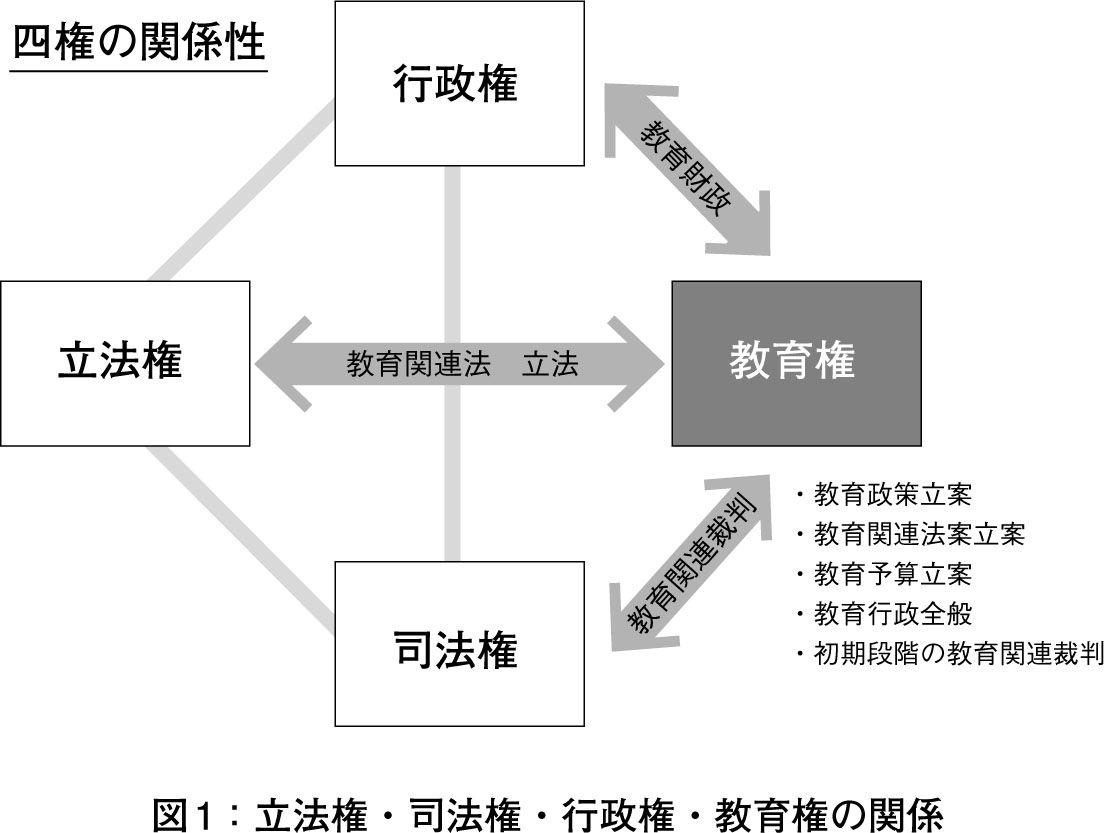 四権の関係性
行政権
教育財政
立法権
教育関連法　立法
教育権
教育関連裁判
・教育政策立案
・教育関連法案立案
・教育予算立案
・教育行政全般
・初期段階の教育関連裁判
司法権
図1：立法権・司法権・行政権・教育権の関係